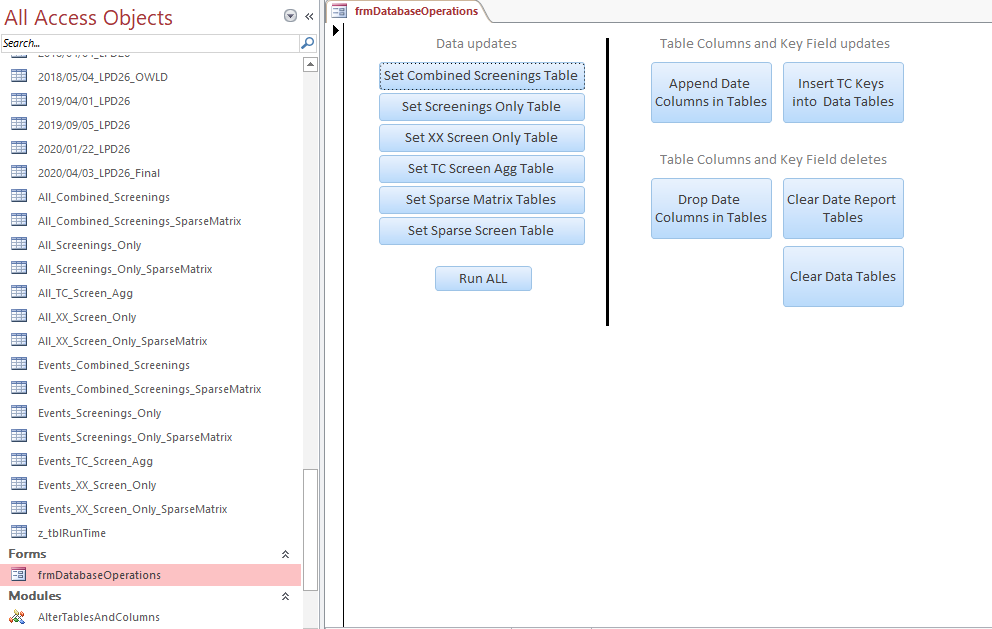 All Access Objects
Search...
2018/04/04_LPD26
2018/05/04_LPD26_OWLD
2019/04/01_LPD26
2019/09/05_LPD26
2020/01/22_LPD26
2020/04/03_LPD26_Final
All_Combined_Screenings
All_Combined_Screenings_SparseMatrix
All_Screenings_Only
All_Screenings_Only_SparseMatrix
All_TC_Screen_Agg
All_XX_Screen_Only
All_XX_Screen_Only_SparseMatrix
Events_Combined_Screenings
Events_Combined_Screenings_SparseMatrix
Events_Screenings_Only
Events_Screenings_Only_SparseMatrix
Events_TC_Screen_Agg
Events_XX_Screen_Only
Events_XX_Screen_Only_SparseMatrix
z_tblRunTime
Forms
frmDatabaseOperations
Modules
AlterTablesAndColumns
frmDatabaseOperations
Data updates
Set Combined Screenings Table
Set Screenings Only Table
Set XX Screen Only Table
Set TC Screen Agg Table
Set Sparse Matrix Tables
Set Sparse Screen Table
Run ALL
Table Columns and Key Field updates
Append Date
Columns in Tables
Insert TC Keys
into Data Tables
Table Columns and Key Field deletes
Drop Date
Columns in Tables
Clear Date Report
Tables
Clear Data Tables